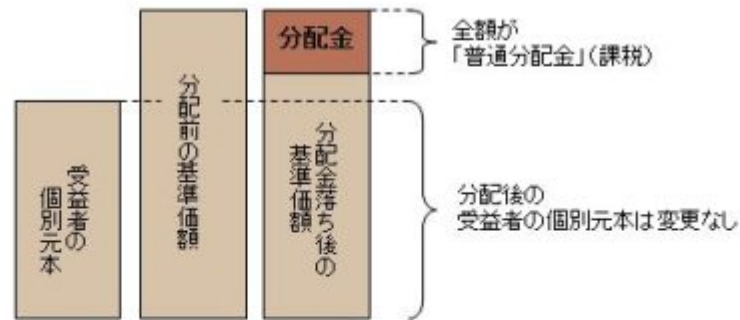 受益者の
個別元本
分配前の基準価額
分配金
分配金落ち後の
基準価額
全額が
「普通分配金」(課税)
分配後の
受益者の個別元本は変更なし